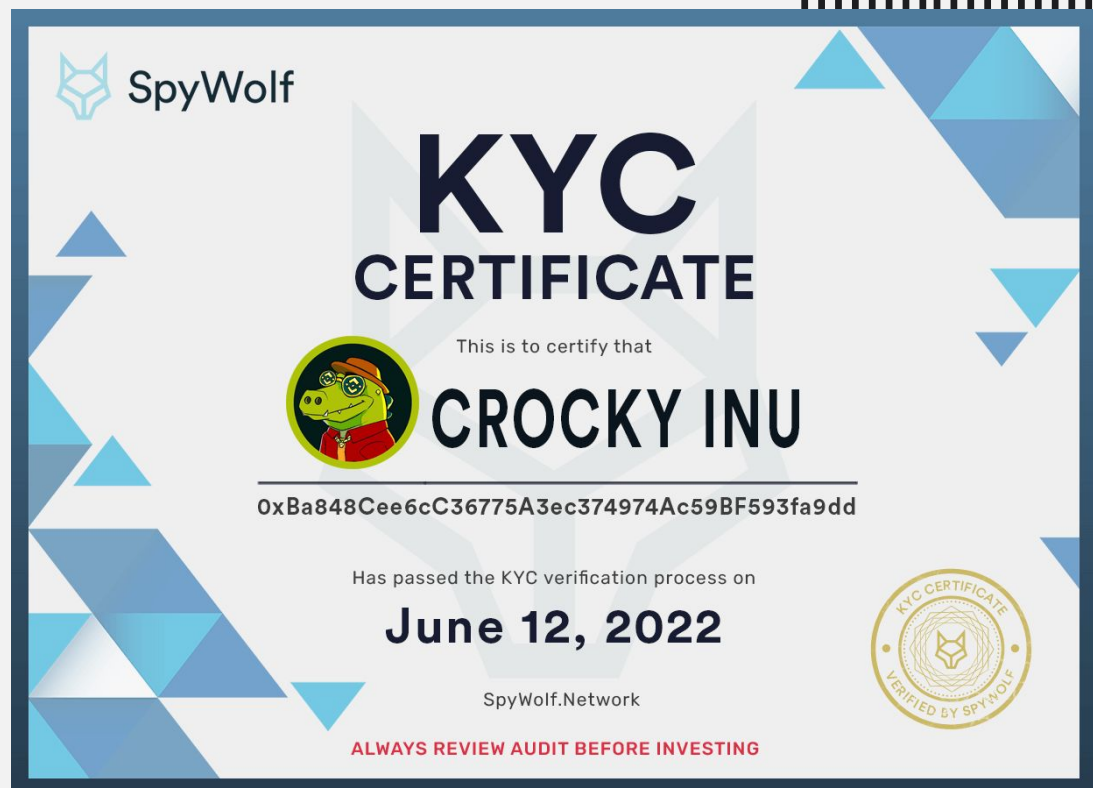 SpyWolf
KYC
CERTIFICATE
This is to certify that
CROCKY INU
0xBa848Cee6cC36775A3ec374974Ac59BF593fa9dd
Has passed the KYC verification process on
June 12, 2022
SpyWolf.Network
ALWAYS REVIEW AUDIT BEFORE INVESTING
KYC CERTIFICATE
VERIFIED BY SPYWOLF